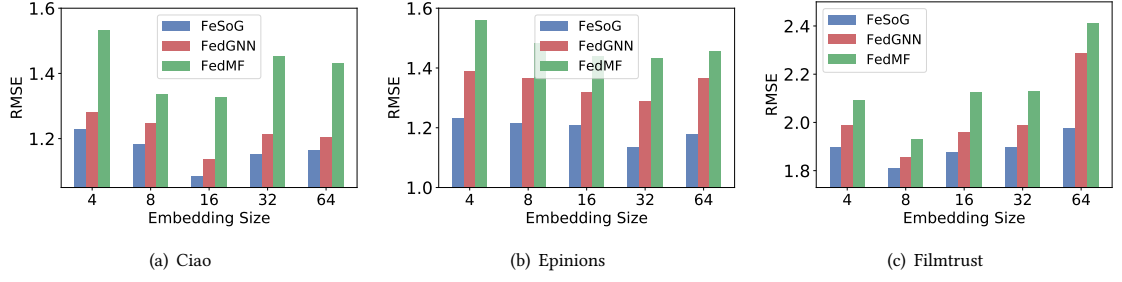 1.6
1.4
1.2
RMSE
FeSoG
FedGNN
FedMF
4 8 16 32 64
Embedding Size
(a) Ciao
1.6
1.4
1.2
1.0
RMSE
FeSoG
FedGNN
FedMF
4 8 16 32 64
Embedding Size
(b) Epinions
2.4
2.2
2.0
1.8
RMSE
FeSoG
FedGNN
FedMF
4 8 16 32 64
Embedding Size
(c) Filmtrust